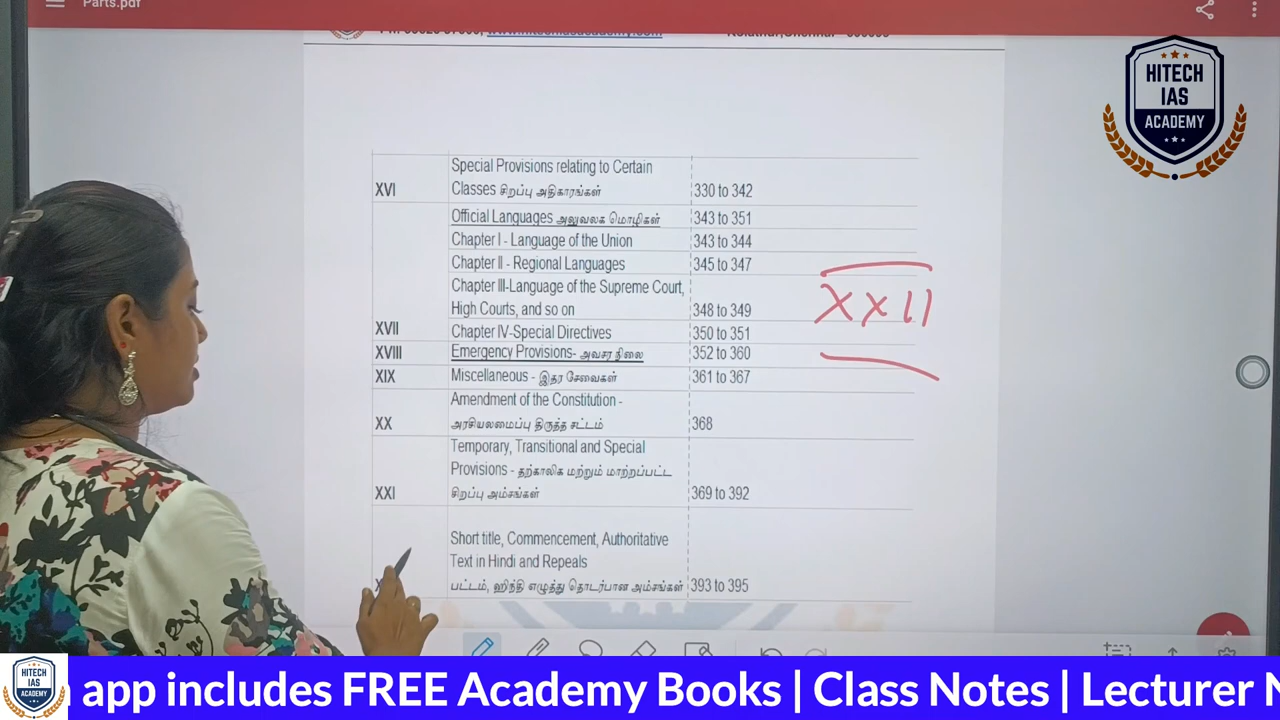 Parts.pdf
HITECH
IAS
ACADEMY
XVI
Special Provisions relating to Certain
Classes சிறப்பு அதிகாரங்கள்
330 to 342
XVII
Official Languages அலுவலக மொழிகள்
343 to 351
Chapter I - Language of the Union
343 to 344
Chapter II - Regional Languages
345 to 347
Chapter III-Language of the Supreme Court,
High Courts, and so on
348 to 349
Chapter IV-Special Directives
350 to 351
XXII
XVIII
Emergency Provisions- அவசர நிலை
352 to 360
XIX
Miscellaneous - இதர சேவைகள்
361 to 367
XX
Amendment of the Constitution -
அரசியலமைப்பு திருத்த சட்டம்
368
XXI
Temporary, Transitional and Special
Provisions - தற்காலிக மற்றும் மாற்றப்பட்ட
சிறப்பு அம்சங்கள்
369 to 392
Short title, Commencement, Authoritative
Text in Hindi and Repeals
பட்டம், ஹிந்தி எழுத்து தொடர்பான அம்சங்கள்
393 to 395
HITECH
IAS
ACADEMY
app includes FREE Academy Books | Class Notes | Lecturer